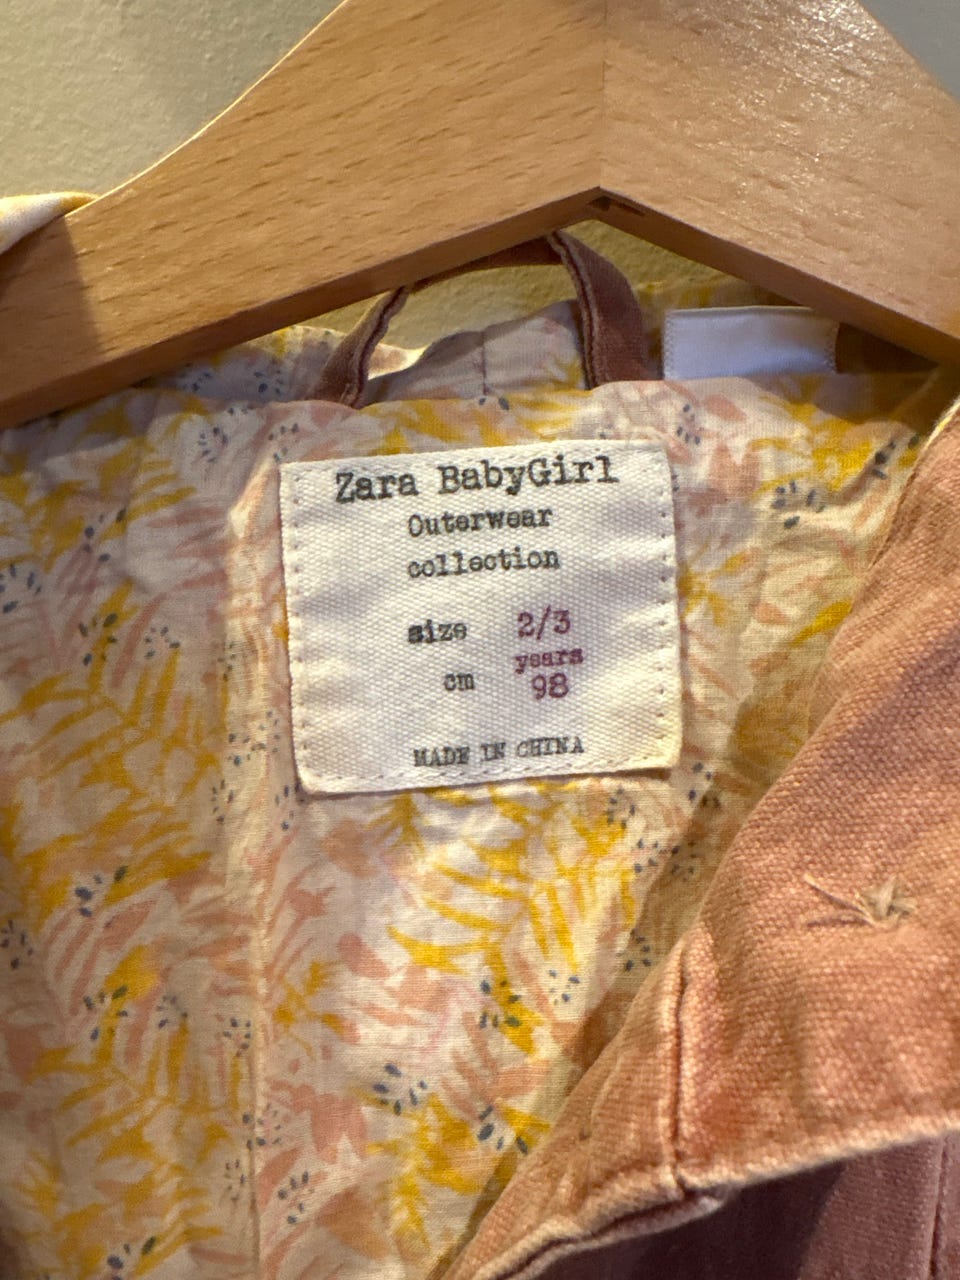 Zara BabyGirl
Outerwear
collection
size 2/3
years
cm 98
MADE IN CHINA